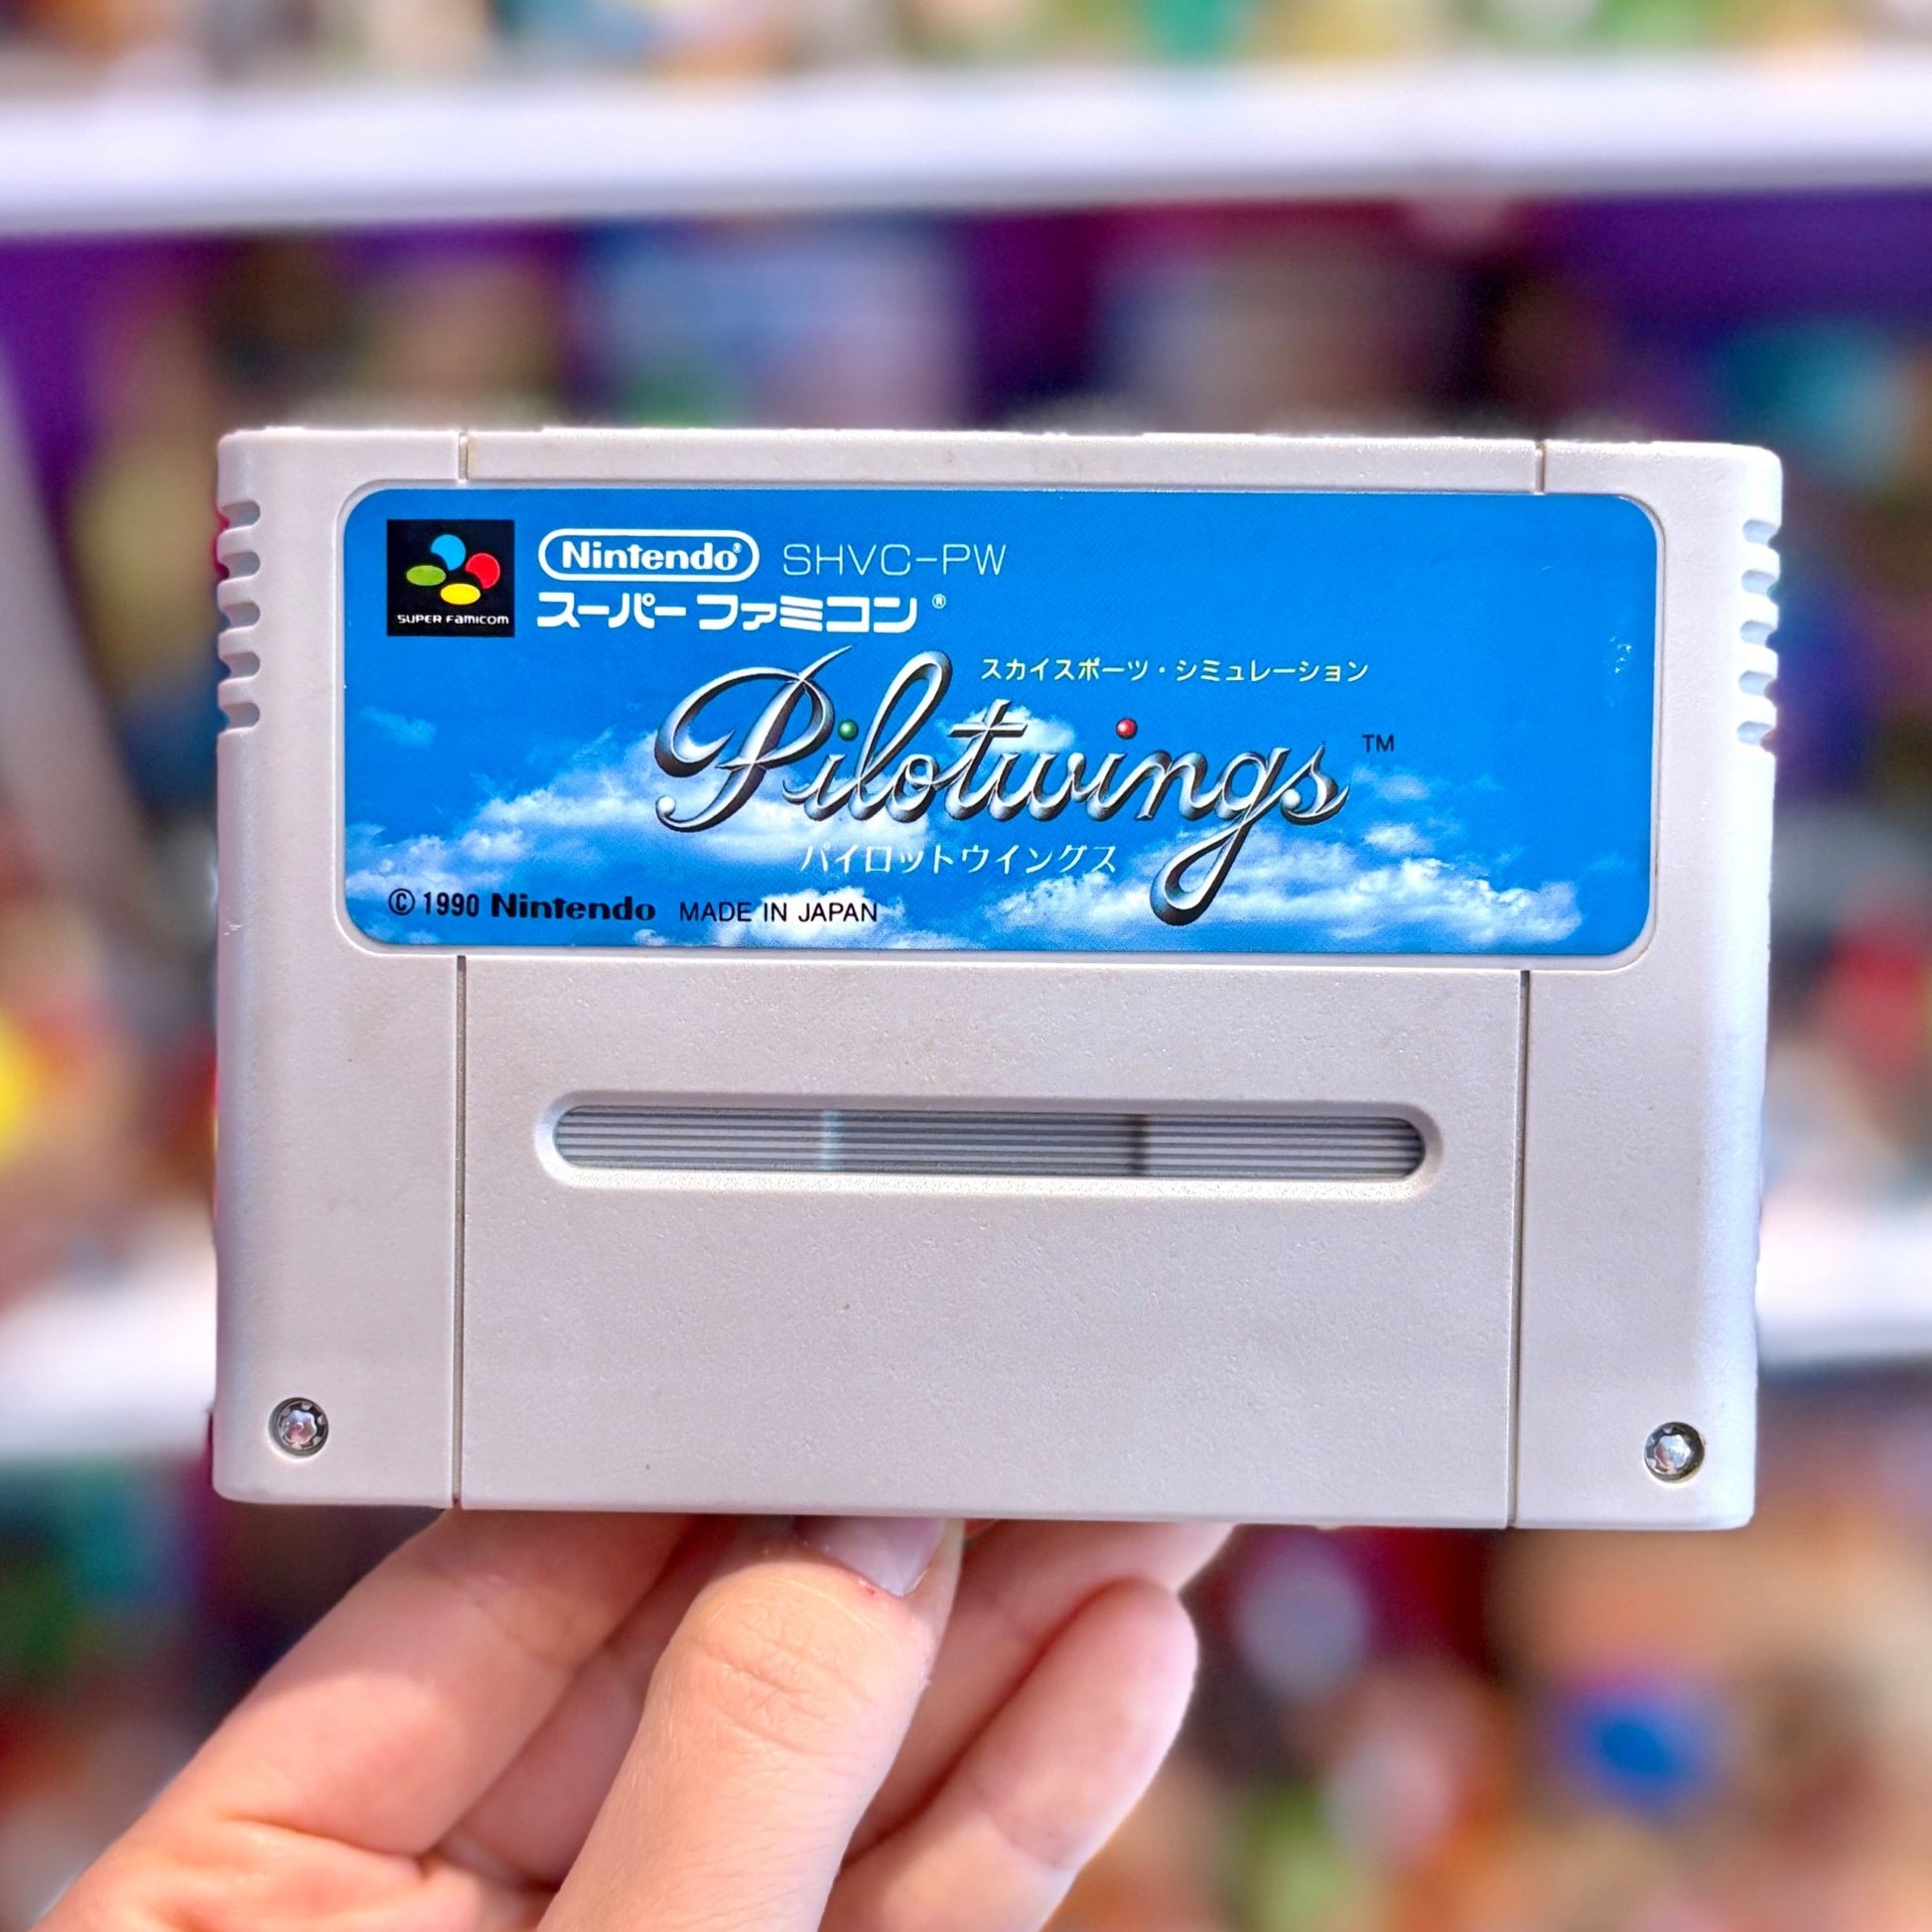 Nintendo® SHVC-PW
SUPER FAMICOM
スーパーファミコン®
スカイスポーツ・シミュレーション
Pilotwings™
パイロットウイングス
©1990 Nintendo MADE IN JAPAN